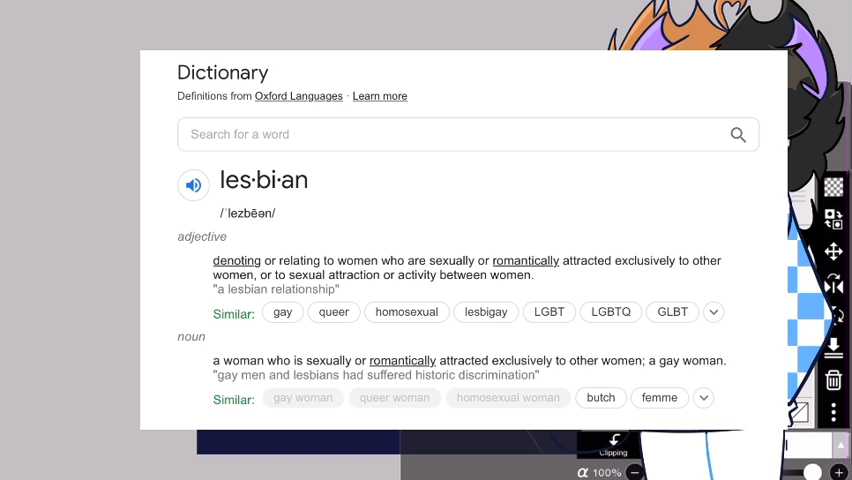 Dictionary
Definitions from Oxford Languages · Learn more
Search for a word
les·bi·an
/ˈlezbēən/
adjective
denoting or relating to women who are sexually or romantically attracted exclusively to other
women, or to sexual attraction or activity between women.
"a lesbian relationship"
Similar: gay queer homosexual lesbigay LGBT LGBTQ GLBT
noun
a woman who is sexually or romantically attracted exclusively to other women; a gay woman.
"gay men and lesbians had suffered historic discrimination"
Similar: gay woman queer woman homosexual woman butch femme
Clipping
α 100%